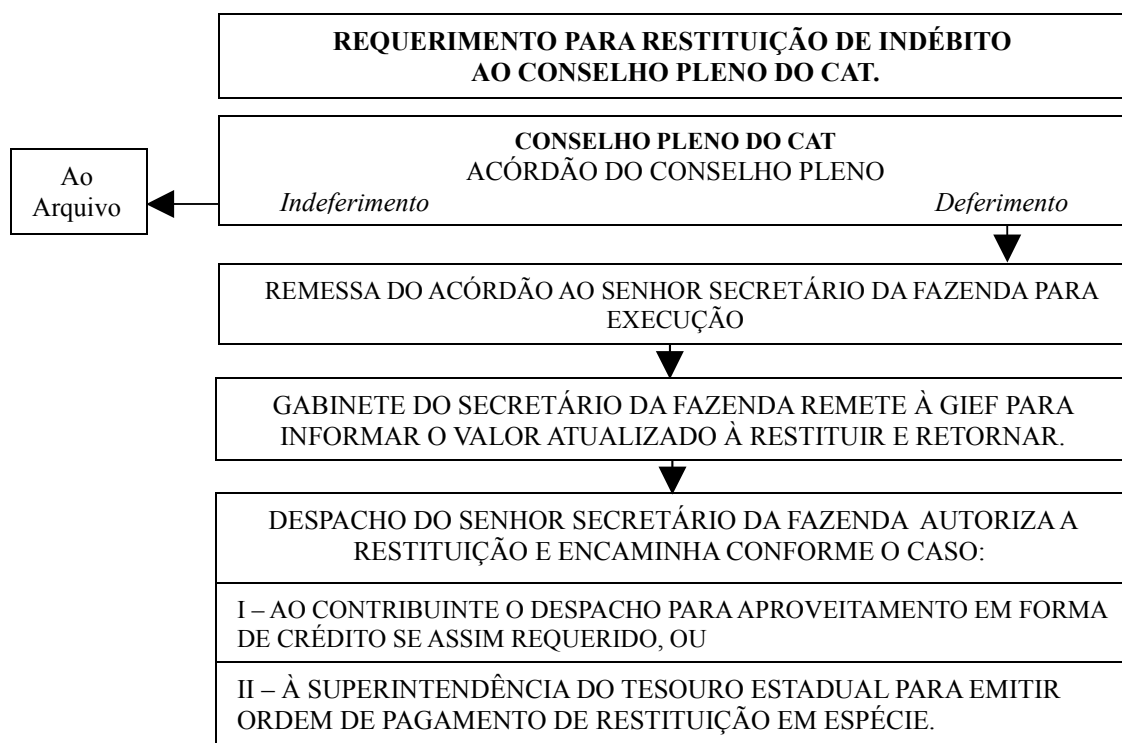 REQUERIMENTO PARA RESTITUIÇÃO DE INDÉBITO
AO CONSELHO PLENO DO CAT.
CONSELHO PLENO DO CAT
ACÓRDÃO DO CONSELHO PLENO
Ao
Arquivo
Indeferimento
Deferimento
REMESSA DO ACÓRDÃO AO SENHOR SECRETÁRIO DA FAZENDA PARA
EXECUÇÃO
GABINETE DO SECRETÁRIO DA FAZENDA REMETE À GIEF PARA
INFORMAR O VALOR ATUALIZADO À RESTITUIR E RETORNAR.
DESPACHO DO SENHOR SECRETÁRIO DA FAZENDA AUTORIZA A
RESTITUIÇÃO E ENCAMINHA CONFORME O CASO:
I – AO CONTRIBUINTE O DESPACHO PARA APROVEITAMENTO EM FORMA
DE CRÉDITO SE ASSIM REQUERIDO, OU
II – À SUPERINTENDÊNCIA DO TESOURO ESTADUAL PARA EMITIR
ORDEM DE PAGAMENTO DE RESTITUIÇÃO EM ESPÉCIE.